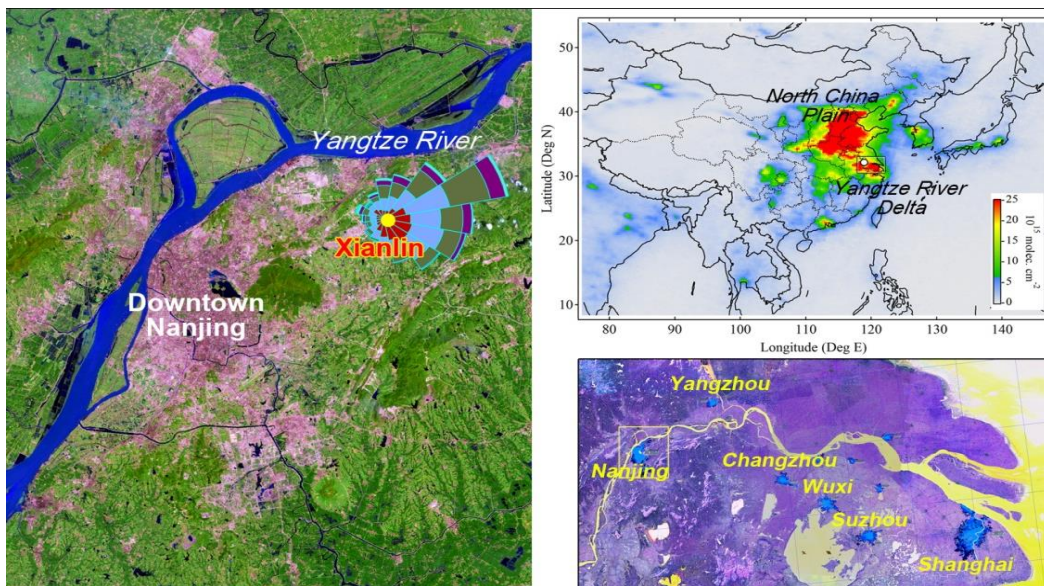 Yangtze River
Xianlin
Downtown
Nanjing
Latitude (Deg N)
50
40
30
20
10
North China
Plain
Yangtze River
Delta
25
20
15
10
5
0
10^15 molec. cm^-2
80
90
100
110
120
130
140
Longitude (Deg E)
Yangzhou
Nanjing
Changzhou
Wuxi
Suzhou
Shanghai